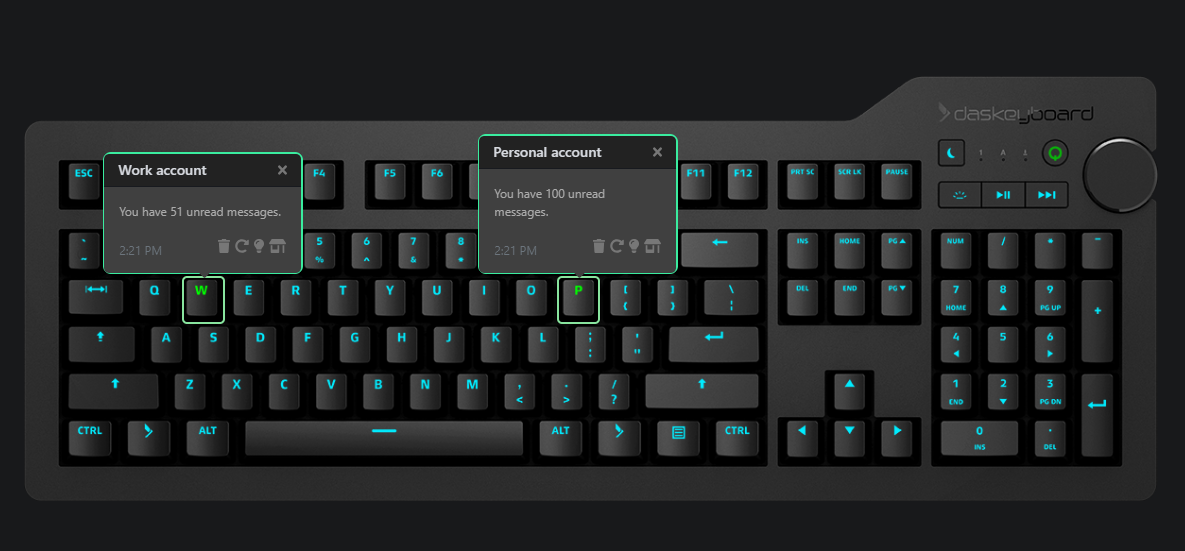 daskeyboard
Work account
You have 51 unread messages.
2:21 PM
Personal account
You have 100 unread
messages.
2:21 PM
ESC F4 F5 F6 F11 F12 PRT SC SCR LK PAUSE
1 A
` ~ 5 % 6 ^ 7 & 8 * INS HOME PG NUM / * -
Q W E R T Y U I O P [ { ] } \ ¦ DEL END PG 7 HOME 8 9 PG UP +
A S D F G H J K L ; : ' " 4 5 6
Z X C V B N M , < . > / ? 1 END 2 3 PG DN
CTRL ALT ALT CTRL 0 INS . DEL